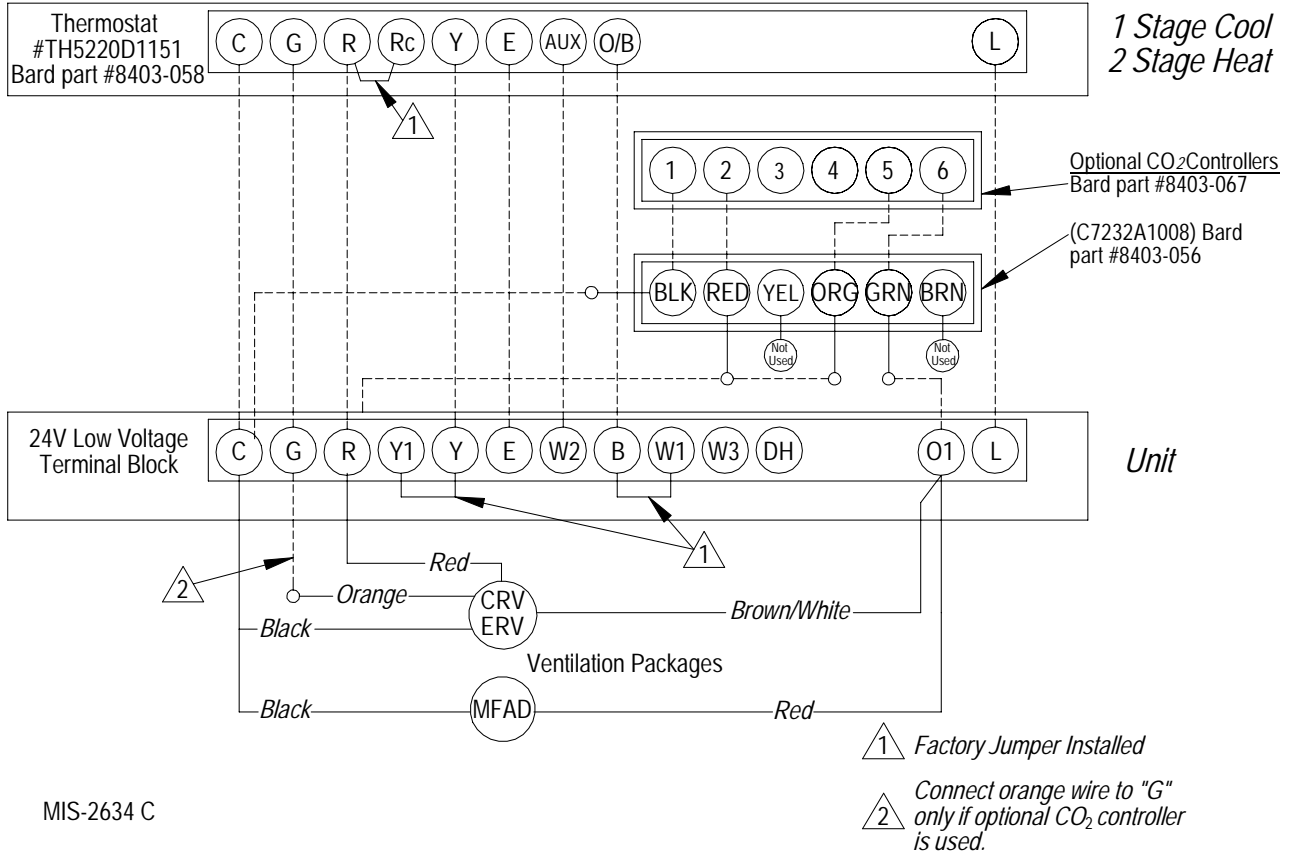 Thermostat
#TH5220D1151
Bard part #8403-058
C G R Rc Y E AUX O/B L
1 Stage Cool
2 Stage Heat
1
1 2 3 4 5 6
Optional CO2Controllers
Bard part #8403-067
(C7232A1008) Bard
part #8403-056
BLK RED YEL ORG GRN BRN
Not
Used
Not
Used
24V Low Voltage
Terminal Block
C G R Y1 Y E W2 B W1 W3 DH O1 L
Unit
1
2
Red
Orange
CRV
ERV
Brown/White
Black
Ventilation Packages
Black
MFAD
Red
1 Factory Jumper Installed
2 Connect orange wire to "G"
only if optional CO2 controller
is used.
MIS-2634 C